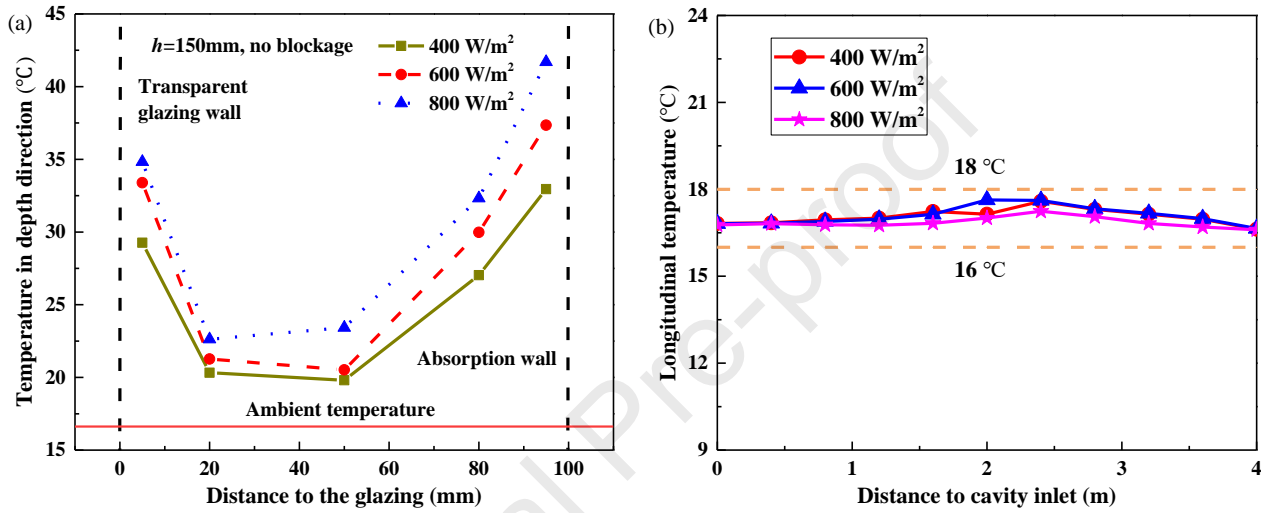 (a)
45
40
35
30
25
20
15
Temperature in depth direction (℃)
h=150mm, no blockage
Transparent
glazing wall
400 W/m²
600 W/m²
800 W/m²
Absorption wall
Ambient temperature
0 20 40 60 80 100
Distance to the glazing (mm)
(b)
24
21
18
15
12
9
Longitudinal temperature (℃)
400 W/m²
600 W/m²
800 W/m²
18 ℃
16 ℃
0 1 2 3 4
Distance to cavity inlet (m)
al Pre-proof